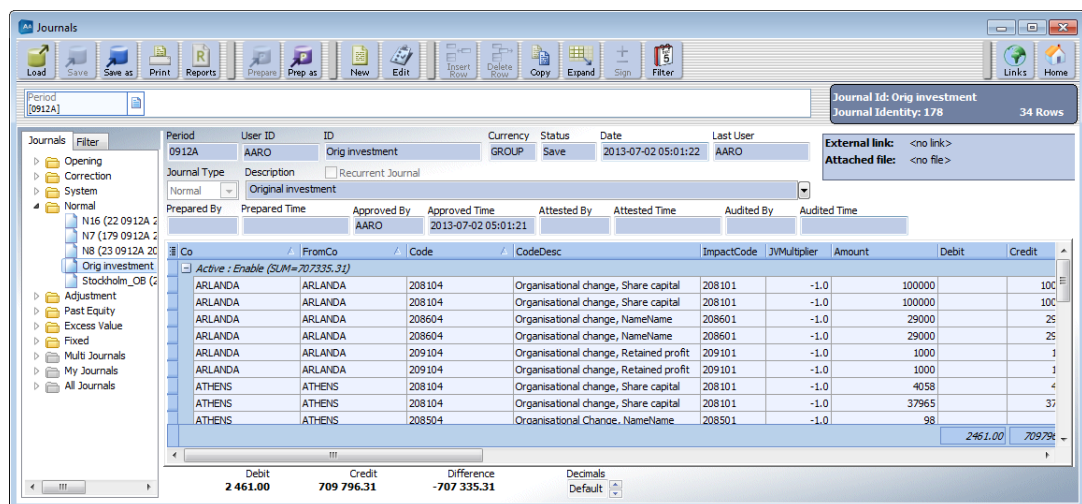 Journals
Load Save Save as Print Reports Prepare Prep as New Edit Insert Row Delete Row Copy Expand Sign Filter Links Home
Period
[0912A]
Journal Id: Orig investment
Journal Identity: 178 34 Rows
Journals Filter
Opening
Correction
System
Normal
N16 (22 0912A 2
N7 (179 0912A 2
N8 (23 0912A 20
Orig investment
Stockholm_OB (2
Adjustment
Past Equity
Excess Value
Fixed
Multi Journals
My Journals
All Journals
Period User ID ID Currency Status Date Last User
0912A AARO Orig investment GROUP Save 2013-07-02 05:01:22 AARO
External link: <no link>
Attached file: <no file>
Journal Type Description Recurrent Journal
Normal Original investment
Prepared By Prepared Time Approved By Approved Time Attested By Attested Time Audited By Audited Time
AARO 2013-07-02 05:01:21
Co FromCo Code CodeDesc ImpactCode JVMultiplier Amount Debit Credit
Active : Enable (SUM=707335.31)
ARLANDA ARLANDA 208104 Organisational change, Share capital 208101 -1.0 100000 100
ARLANDA ARLANDA 208104 Organisational change, Share capital 208101 -1.0 100000 100
ARLANDA ARLANDA 208604 Organisational change, NameName 208601 -1.0 29000 29
ARLANDA ARLANDA 208604 Organisational change, NameName 208601 -1.0 29000 29
ARLANDA ARLANDA 209104 Organisational change, Retained profit 209101 -1.0 1000 1
ARLANDA ARLANDA 209104 Organisational change, Retained profit 209101 -1.0 1000 1
ATHENS ATHENS 208104 Organisational change, Share capital 208101 -1.0 4058 4
ATHENS ATHENS 208104 Organisational change, Share capital 208101 -1.0 37965 37
ATHENS ATHENS 208504 Organisational Change, NameName 208501 -1.0 98
2461.00 70979
Debit Credit Difference Decimals
2 461.00 709 796.31 -707 335.31 Default